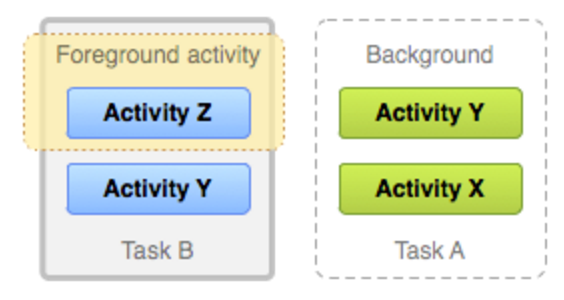 Foreground activity
Activity Z
Activity Y
Task B
Background
Activity Y
Activity X
Task A